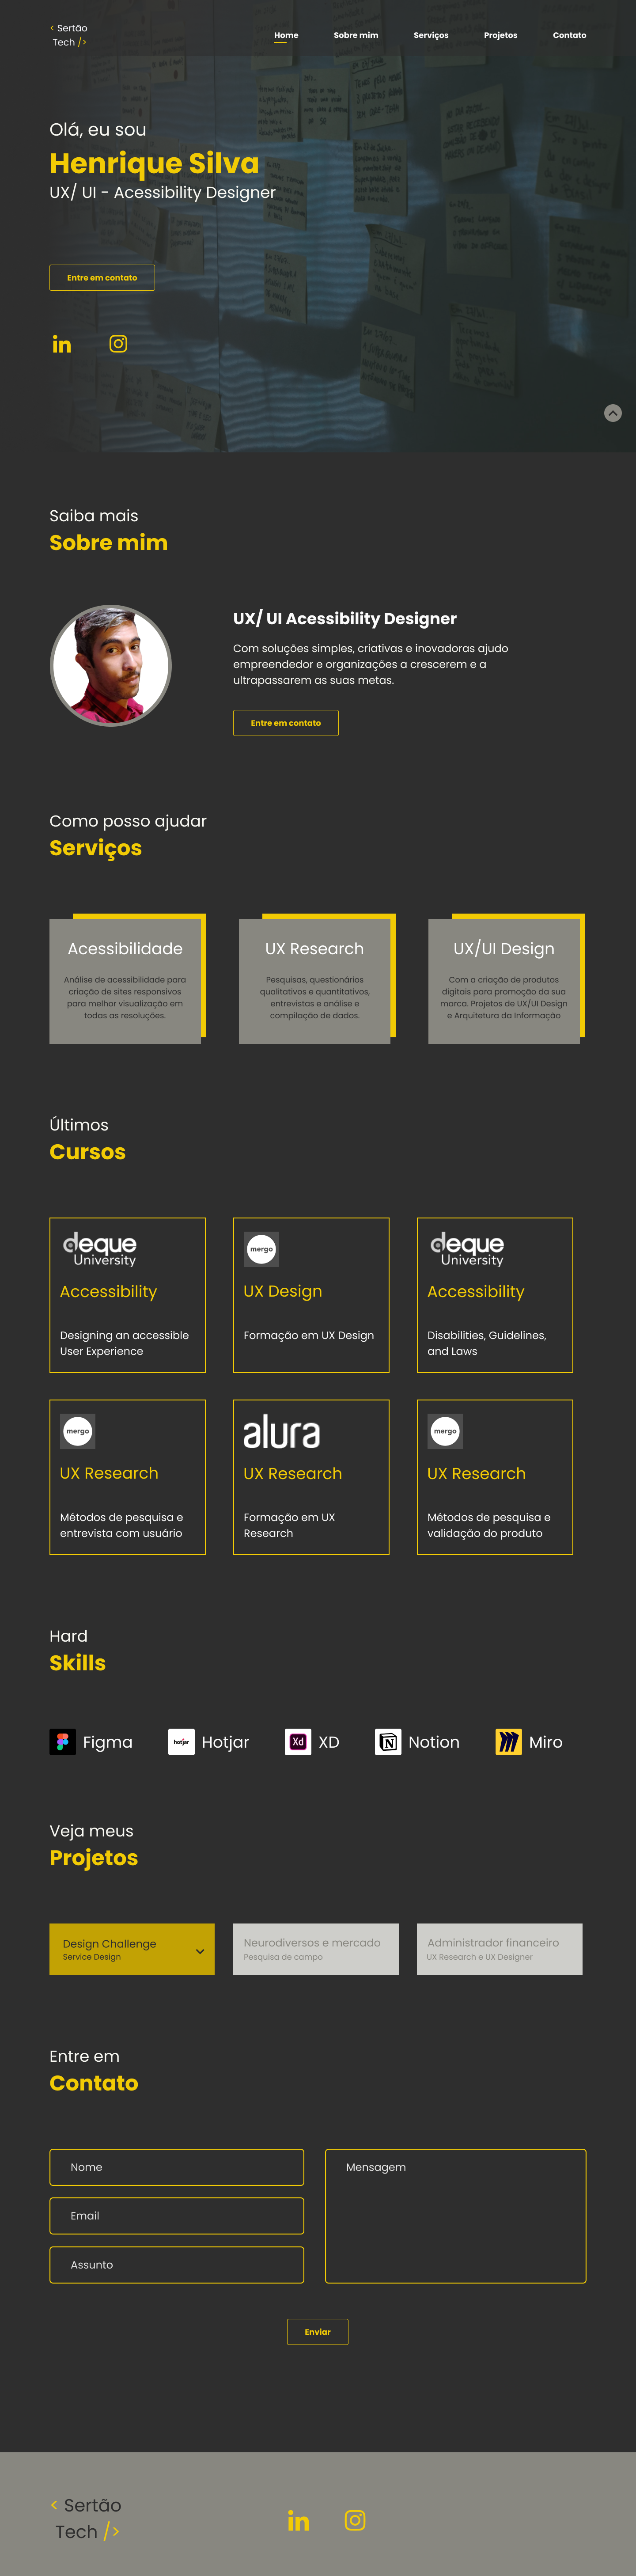 < Sertão
Tech />
Home
Sobre mim
Serviços
Projetos
Contato
Olá, eu sou
Henrique Silva
UX/ UI - Acessibility Designer
Entre em contato
in
Saiba mais
Sobre mim
UX/ UI Acessibility Designer
Com soluções simples, criativas e inovadoras ajudo
empreendedor e organizações a crescerem e a
ultrapassarem as suas metas.
Entre em contato
Como posso ajudar
Serviços
Acessibilidade
Análise de acessibilidade para
criação de sites responsivos
para melhor visualização em
todas as resoluções.
UX Research
Pesquisas, questionários
qualitativos e quantitativos,
entrevistas e análise e
compilação de dados.
UX/UI Design
Com a criação de produtos
digitais para promoção da sua
marca. Projetos de UX/UI Design
e Arquitetura da Informação
Últimos
Cursos
deque
University
Accessibility
Designing an accessible
User Experience
mergo
UX Design
Formação em UX Design
deque
University
Accessibility
Disabilities, Guidelines,
and Laws
mergo
UX Research
Métodos de pesquisa e
entrevista com usuário
alura
UX Research
Formação em UX
Research
mergo
UX Research
Métodos de pesquisa e
validação do produto
Hard
Skills
Figma
hotjar
Hotjar
Xd
XD
N
Notion
Miro
Veja meus
Projetos
Design Challenge
Service Design
Neurodiversos e mercado
Pesquisa de campo
Administrador financeiro
UX Research e UX Designer
Entre em
Contato
Nome
Email
Assunto
Mensagem
Enviar
< Sertão
Tech />
in